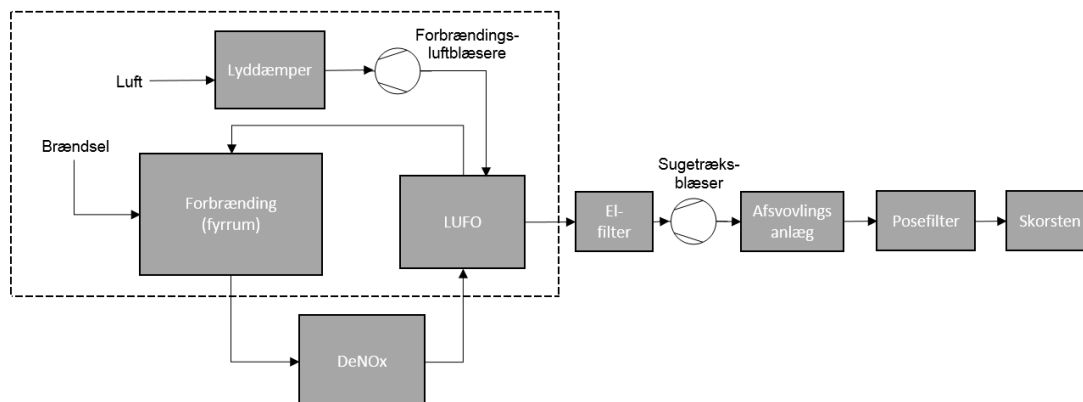 Forbrændings-
luftblæsere
Lyddæmper
Luft
Brændsel
Forbrænding
(fyrrum)
LUFO
Sugetræks-
blæser
El-
filter
Afsvovlings
anlæg
Posefilter
Skorsten
DeNOx